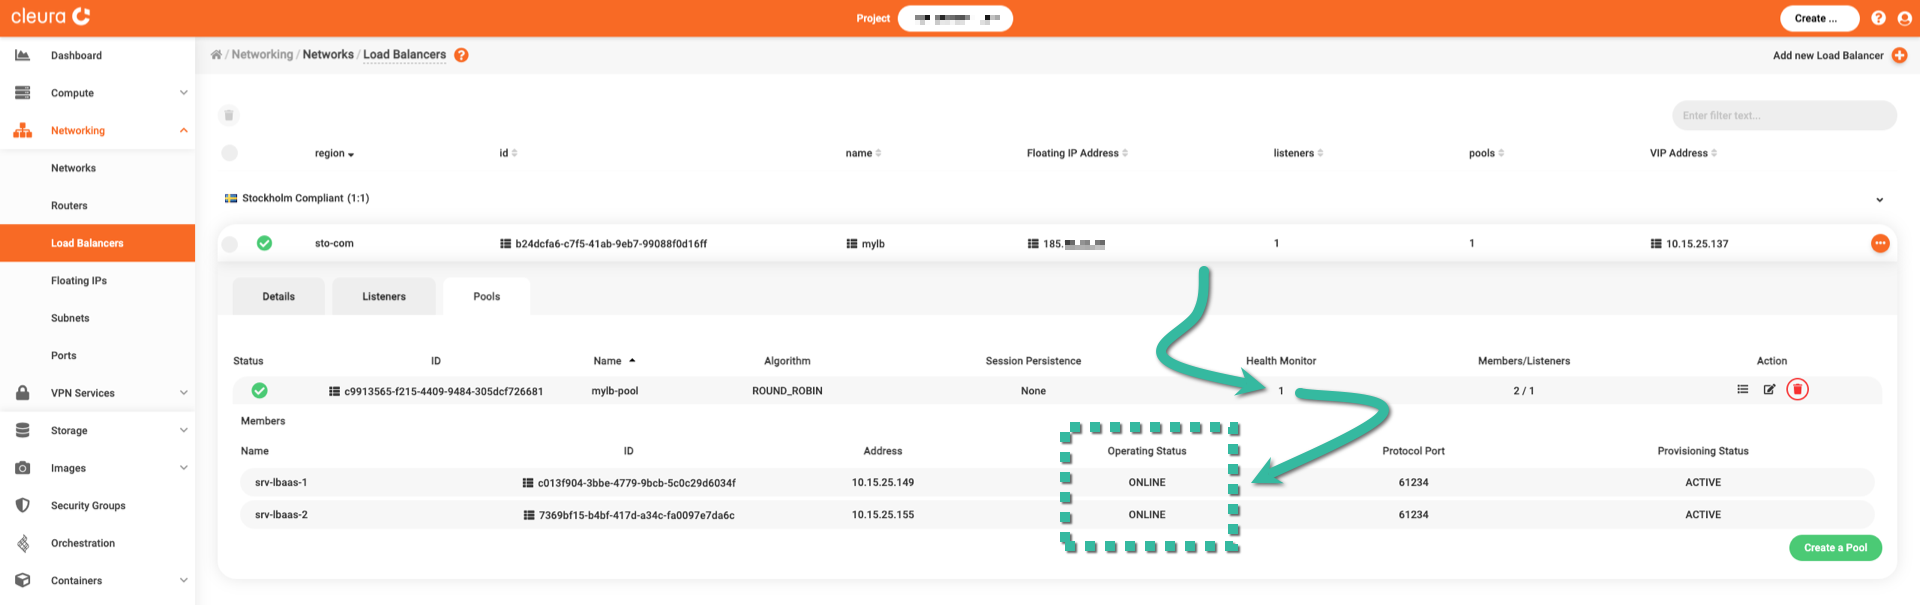 cleura
Project
Create ...
Dashboard
Compute
Networking
Networks
Routers
Load Balancers
Floating IPs
Subnets
Ports
VPN Services
Storage
Images
Security Groups
Orchestration
Containers
/ Networking / Networks / Load Balancers ?
Add new Load Balancer
Enter filter text...
region id name Floating IP Address listeners pools VIP Address
Stockholm Compliant (1:1)
sto-com b24dcfa6-c7f5-41ab-9eb7-99088f0d16ff mylb 185. 1 1 10.15.25.137
Details Listeners Pools
Status ID Name Algorithm Session Persistence Health Monitor Members/Listeners Action
c9913565-f215-4409-9484-305dcf726681 mylb-pool ROUND_ROBIN None 1 2 / 1
Members
Name ID Address Operating Status Protocol Port Provisioning Status
srv-lbaas-1 c013f904-3bbe-4779-9bcb-5c0c29d6034f 10.15.25.149 ONLINE 61234 ACTIVE
srv-lbaas-2 7369bf15-b4bf-417d-a34c-fa0097e7da6c 10.15.25.155 ONLINE 61234 ACTIVE
Create a Pool